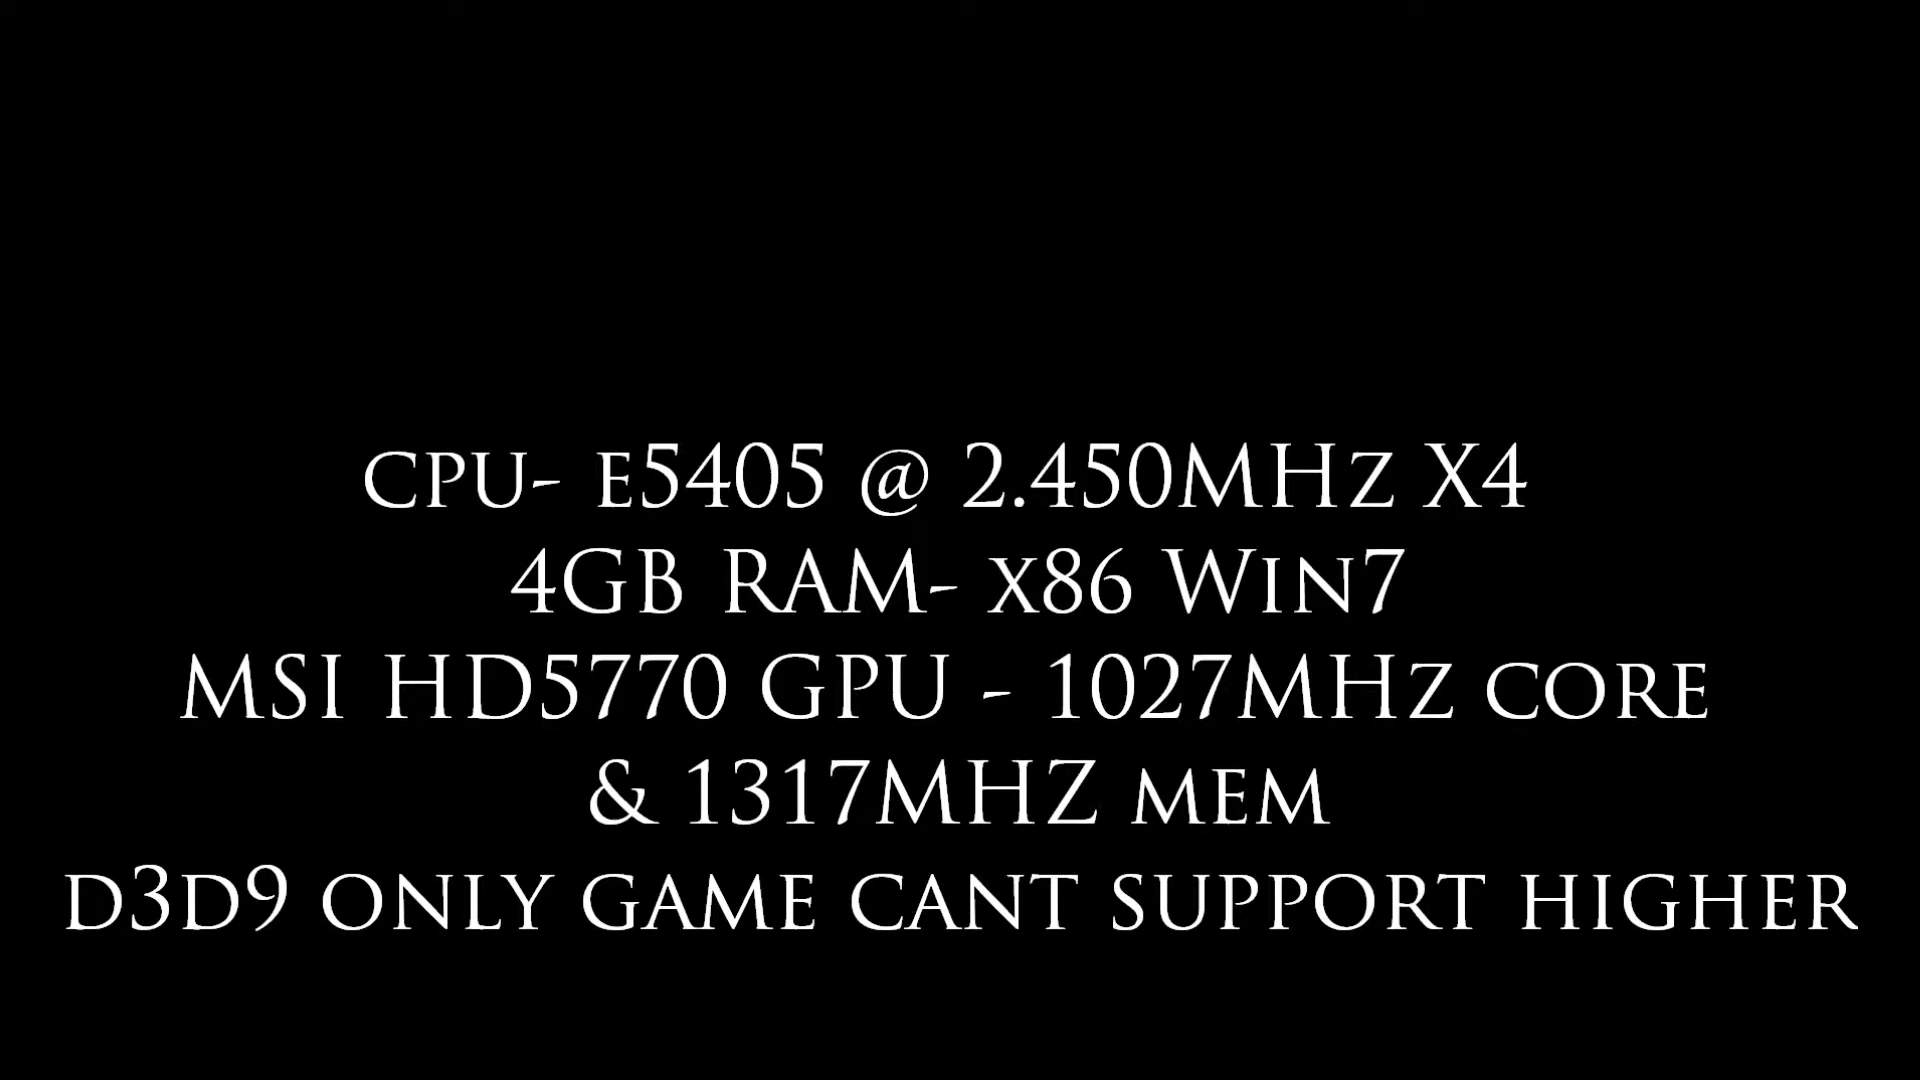 CPU- E5405 @ 2.450MHz X4
4GB RAM- x86 Win7
MSI HD5770 GPU - 1027MHz core
& 1317MHZ mem
d3d9 only game cant support higher